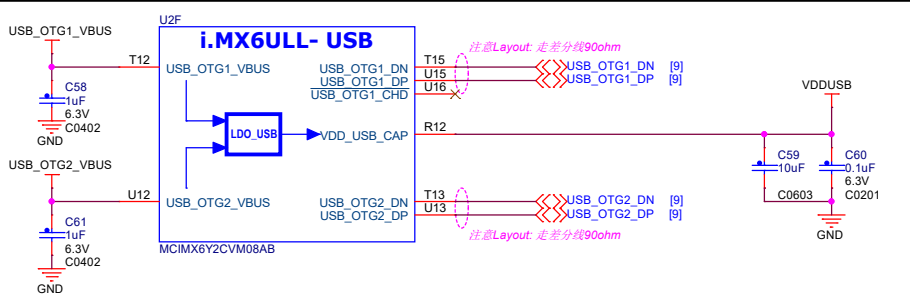 U2F
USB_OTG1_VBUS
i.MX6ULL- USB
注意Layout: 走差分线90ohm
T12
USB_OTG1_VBUS
USB_OTG1_DN
T15
USB_OTG1_DN
[9]
USB_OTG1_DP
U15
USB_OTG1_DP
[9]
USB_OTG1_CHD
U16
C58
1uF
6.3V
C0402
GND
VDDUSB
LDO_USB
VDD_USB_CAP
R12
USB_OTG2_VBUS
C59
10uF
C0603
C60
0.1uF
6.3V
C0201
GND
U12
USB_OTG2_VBUS
USB_OTG2_DN
T13
USB_OTG2_DN
[9]
USB_OTG2_DP
U13
USB_OTG2_DP
[9]
注意Layout: 走差分线90ohm
C61
1uF
6.3V
C0402
GND
MCIMX6Y2CVM08AB